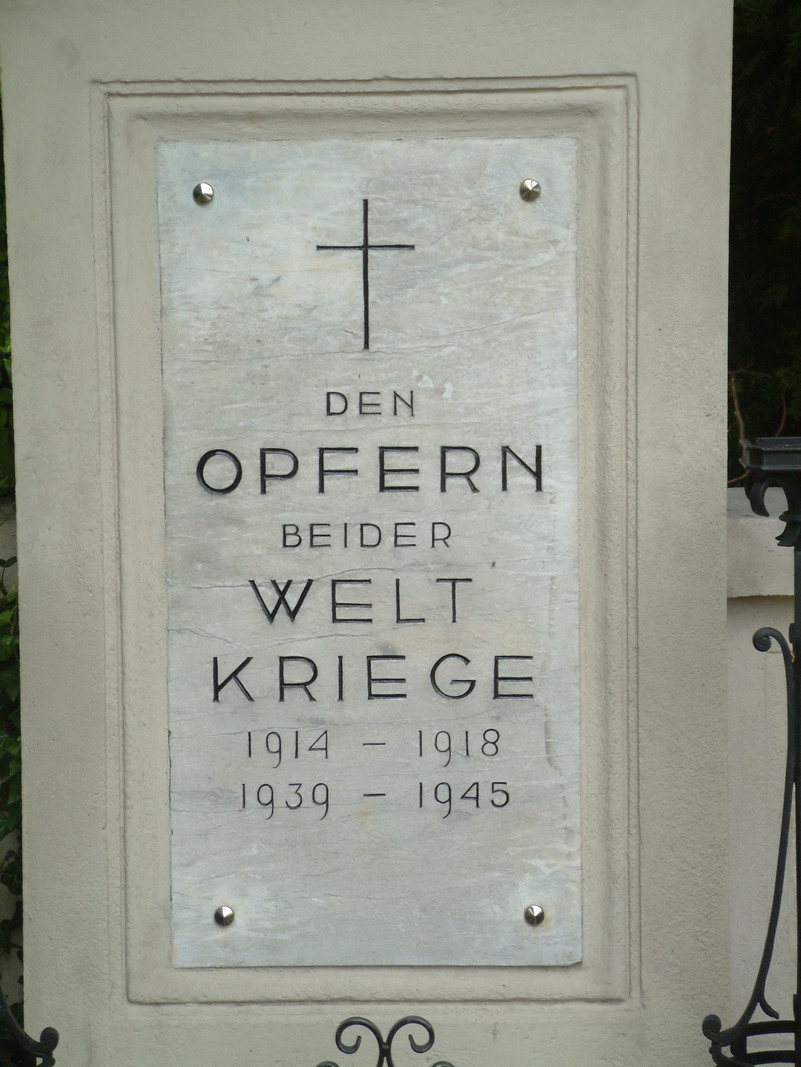 DEN
OPFERN
BEIDER
WELT
KRIEGE
1914 – 1918
1939 – 1945